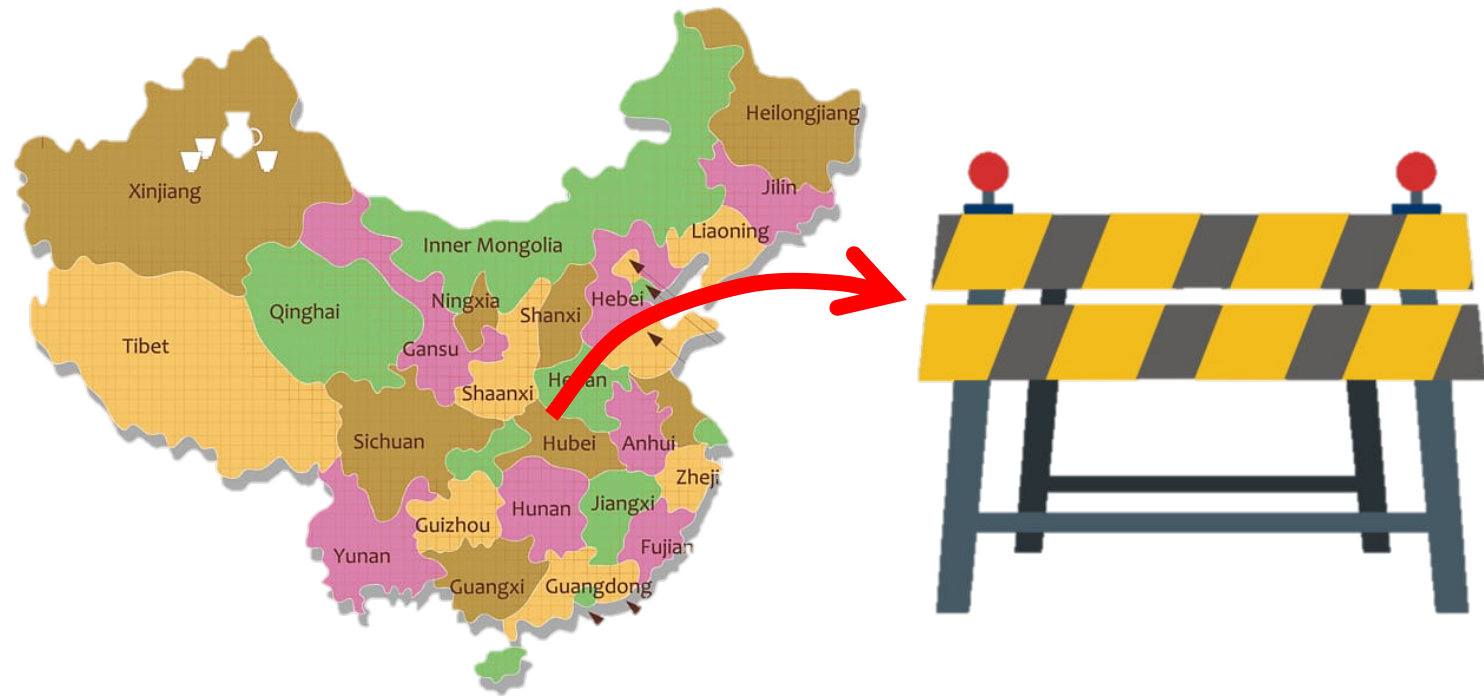 Heilongjiang
Jilin
Xinjiang
Liaoning
Inner Mongolia
Ningxia
Hebei
Qinghai
Shanxi
Tibet
Gansu
Henan
Shaanxi
Sichuan
Hubei
Anhui
Zheji
Hunan
Jiangxi
Guizhou
Fujian
Yunan
Guangxi
Guangdong